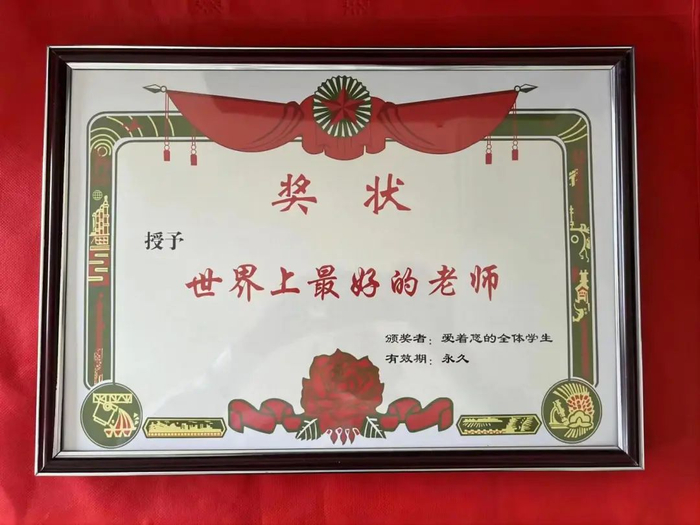 奖 状
授予
世界上最好的老师
颁奖者：爱着您的全体学生
有效期：永久